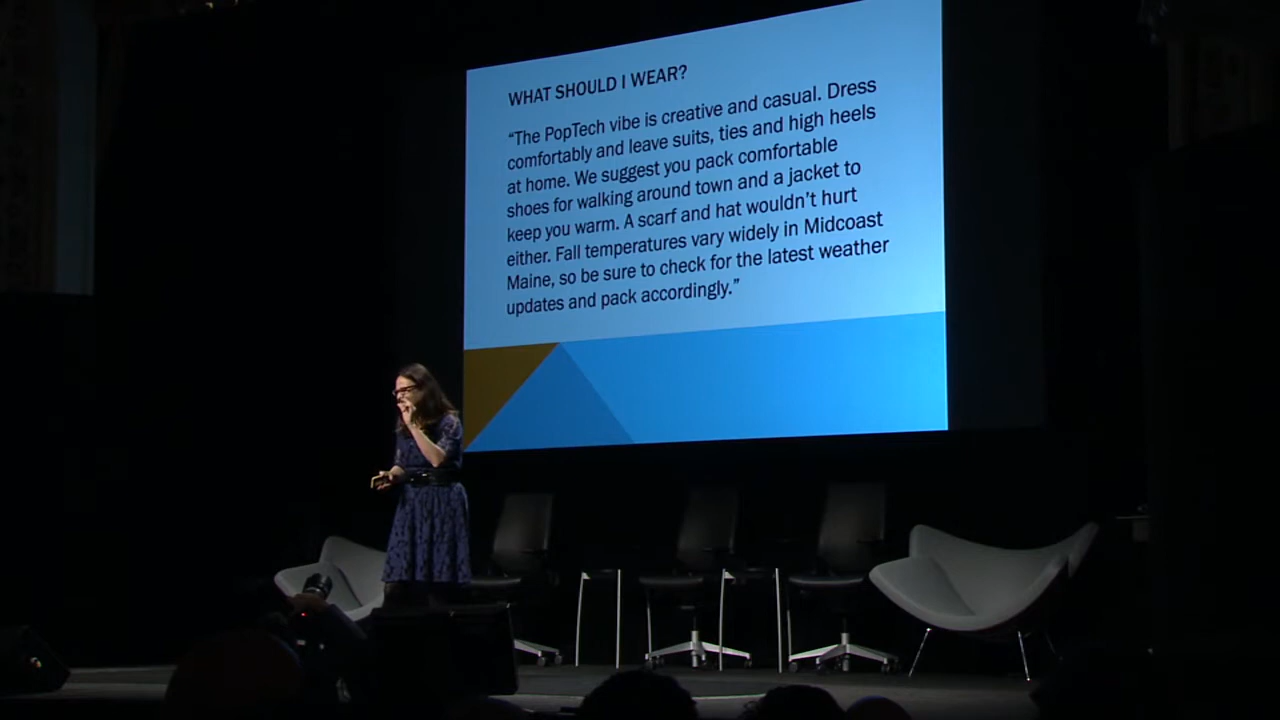 WHAT SHOULD I WEAR?
“The PopTech vibe is creative and casual. Dress
comfortably and leave suits, ties and high heels
at home. We suggest you pack comfortable
shoes for walking around town and a jacket to
keep you warm. A scarf and hat wouldn’t hurt
either. Fall temperatures vary widely in Midcoast
Maine, so be sure to check for the latest weather
updates and pack accordingly.”